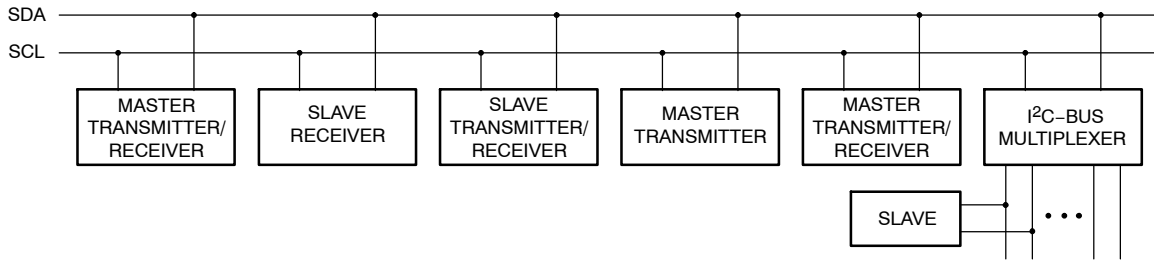 SDA
SCL
MASTER
TRANSMITTER/
RECEIVER
SLAVE
RECEIVER
SLAVE
TRANSMITTER/
RECEIVER
MASTER
TRANSMITTER
MASTER
TRANSMITTER/
RECEIVER
I²C−BUS
MULTIPLEXER
SLAVE